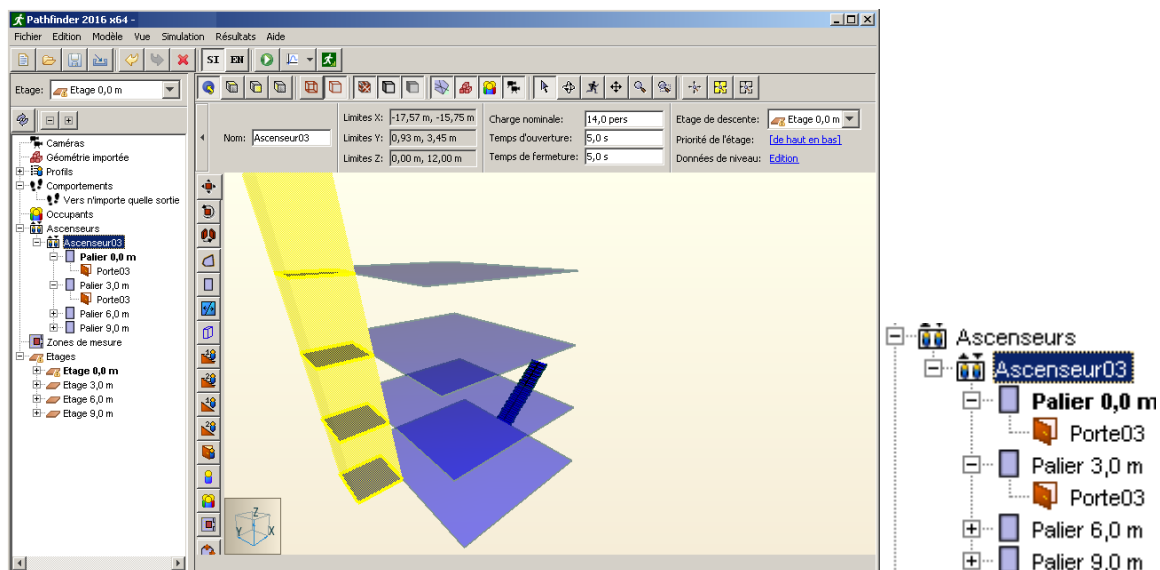 Pathfinder 2016 x64 -
Fichier Edition Modèle Vue Simulation Résultats Aide
SI EN
Etage: Etage 0,0 m
Nom: Ascenseur03
Limites X: -17,57 m, -15,75 m
Limites Y: 0,93 m, 3,45 m
Limites Z: 0,00 m, 12,00 m
Charge nominale: 14,0 pers
Temps d'ouverture: 5,0 s
Temps de fermeture: 5,0 s
Etage de descente: Etage 0,0 m
Priorité de l'étage: [de haut en bas]
Données de niveau: Edition
Caméras
Géométrie importée
Profils
Comportements
Vers n'importe quelle sortie
Occupants
Ascenseurs
Ascenseur03
Palier 0,0 m
Porte03
Palier 3,0 m
Porte03
Palier 6,0 m
Palier 9,0 m
Zones de mesure
Etages
Etage 0,0 m
Etage 3,0 m
Etage 6,0 m
Etage 9,0 m
Z
Y X
Ascenseurs
Ascenseur03
Palier 0,0 m
Porte03
Palier 3,0 m
Porte03
Palier 6,0 m
Palier 9,0 m